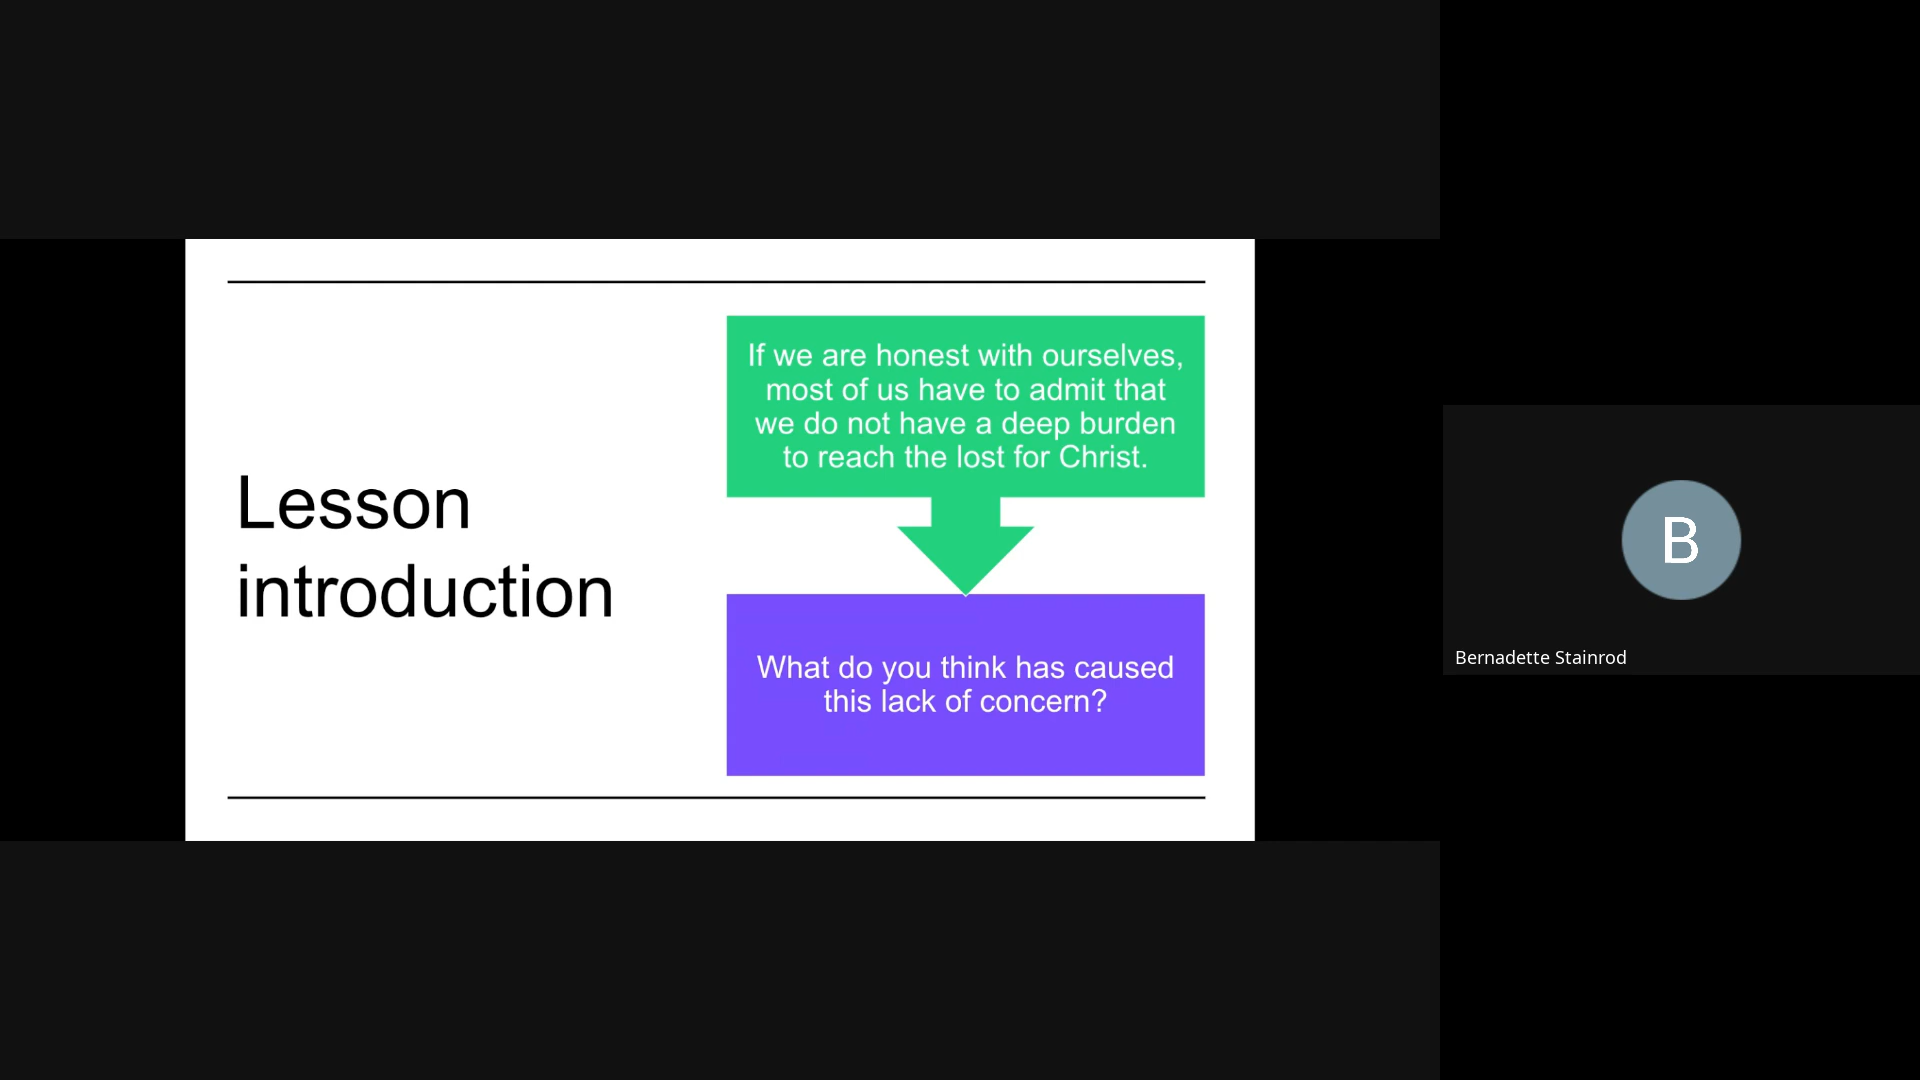 Lesson
introduction
If we are honest with ourselves,
most of us have to admit that
we do not have a deep burden
to reach the lost for Christ.
What do you think has caused
this lack of concern?
B
Bernadette Stainrod